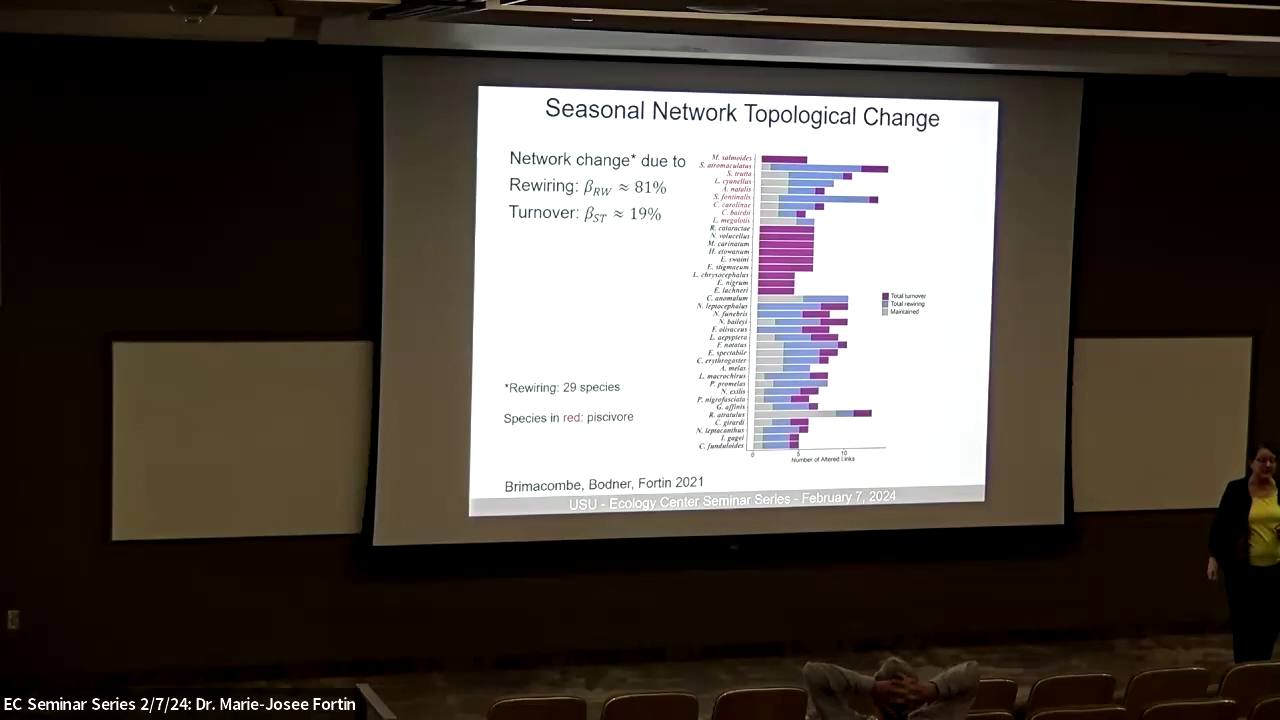 Seasonal Network Topological Change
Network change* due to
Rewiring: βRW ≈ 81%
Turnover: βST ≈ 19%
M. salmoides
S. atromaculatus
S. trutta
L. cyanellus
A. natalis
S. fontinalis
C. carolinae
C. bairdii
L. megalotis
R. cataractae
N. volucellus
M. carinatum
H. etowanum
E. swaini
E. stigmaeum
L. chrysocephalus
E. nigrum
E. lachneri
C. anomalum
N. leptocephalus
N. funebris
N. baileyi
F. olivaceus
L. aepyptera
F. notatus
E. spectabile
C. erythrogaster
A. melas
L. macrochirus
P. promelas
N. exilis
P. nigrofasciata
G. affinis
R. atratulus
C. girardi
N. leptacanthus
I. gagei
C. funduloides
0 5 10
Number of Altered Links
Total turnover
Total rewiring
Maintained
*Rewiring: 29 species
Species in red: piscivore
Brimacombe, Bodner, Fortin 2021
USU - Ecology Center Seminar Series - February 7, 2024
EC Seminar Series 2/7/24: Dr. Marie-Josee Fortin